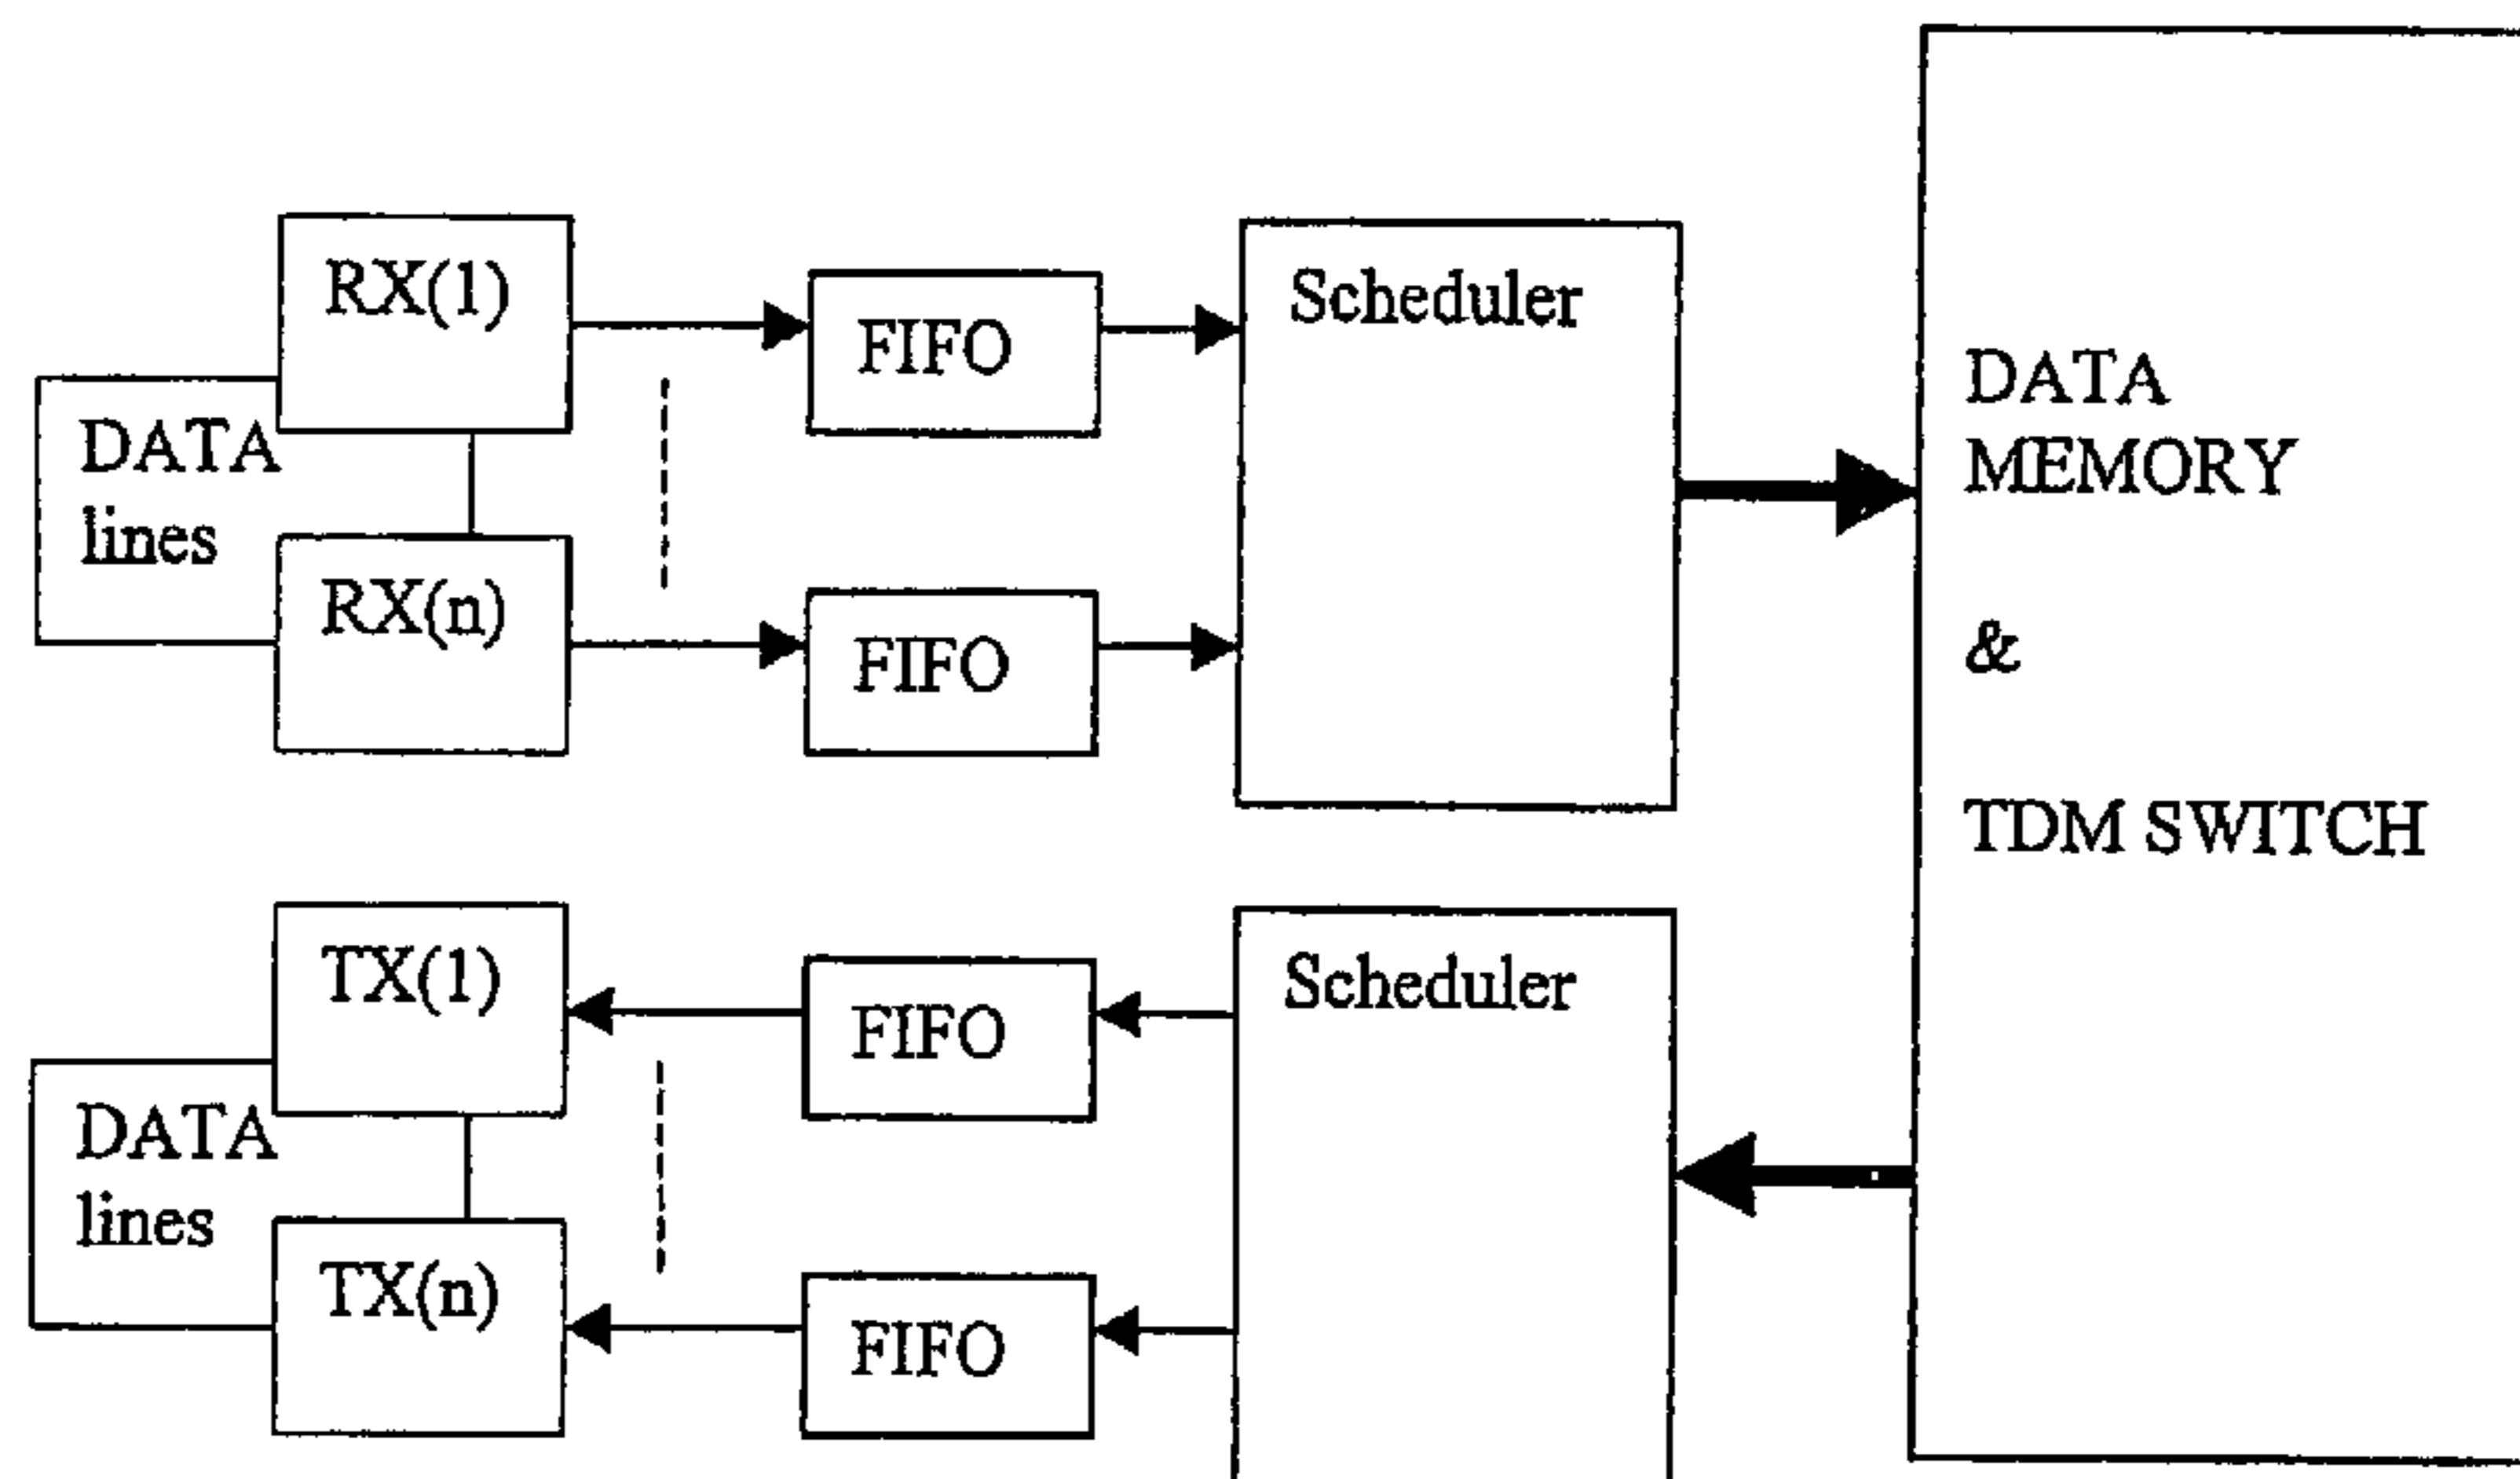 RX(1)
FIFO
Scheduler
DATA
lines
RX(n)
FIFO
DATA
MEMORY
&
TDM SWITCH
TX(1)
FIFO
Scheduler
DATA
lines
TX(n)
FIFO